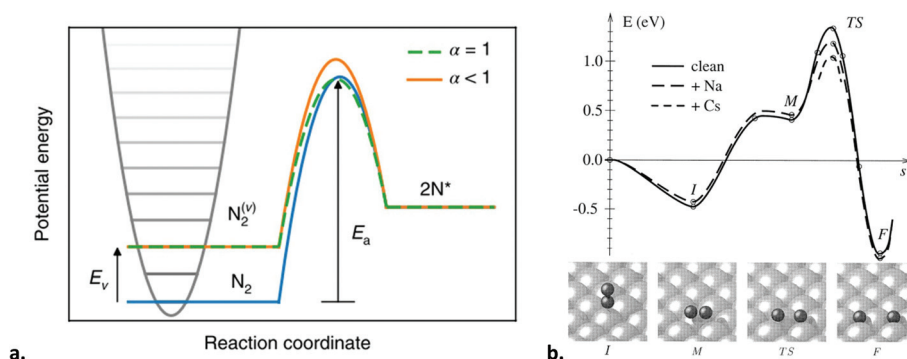 Potential energy
α = 1
α < 1
N₂⁽ᵛ⁾
2N*
Eₐ
Eᵥ
N₂
Reaction coordinate
a.
E (eV)
TS
1.0
clean
+ Na
+ Cs
M
0.5
0.0
s
I
-0.5
F
I
M
TS
F
b.